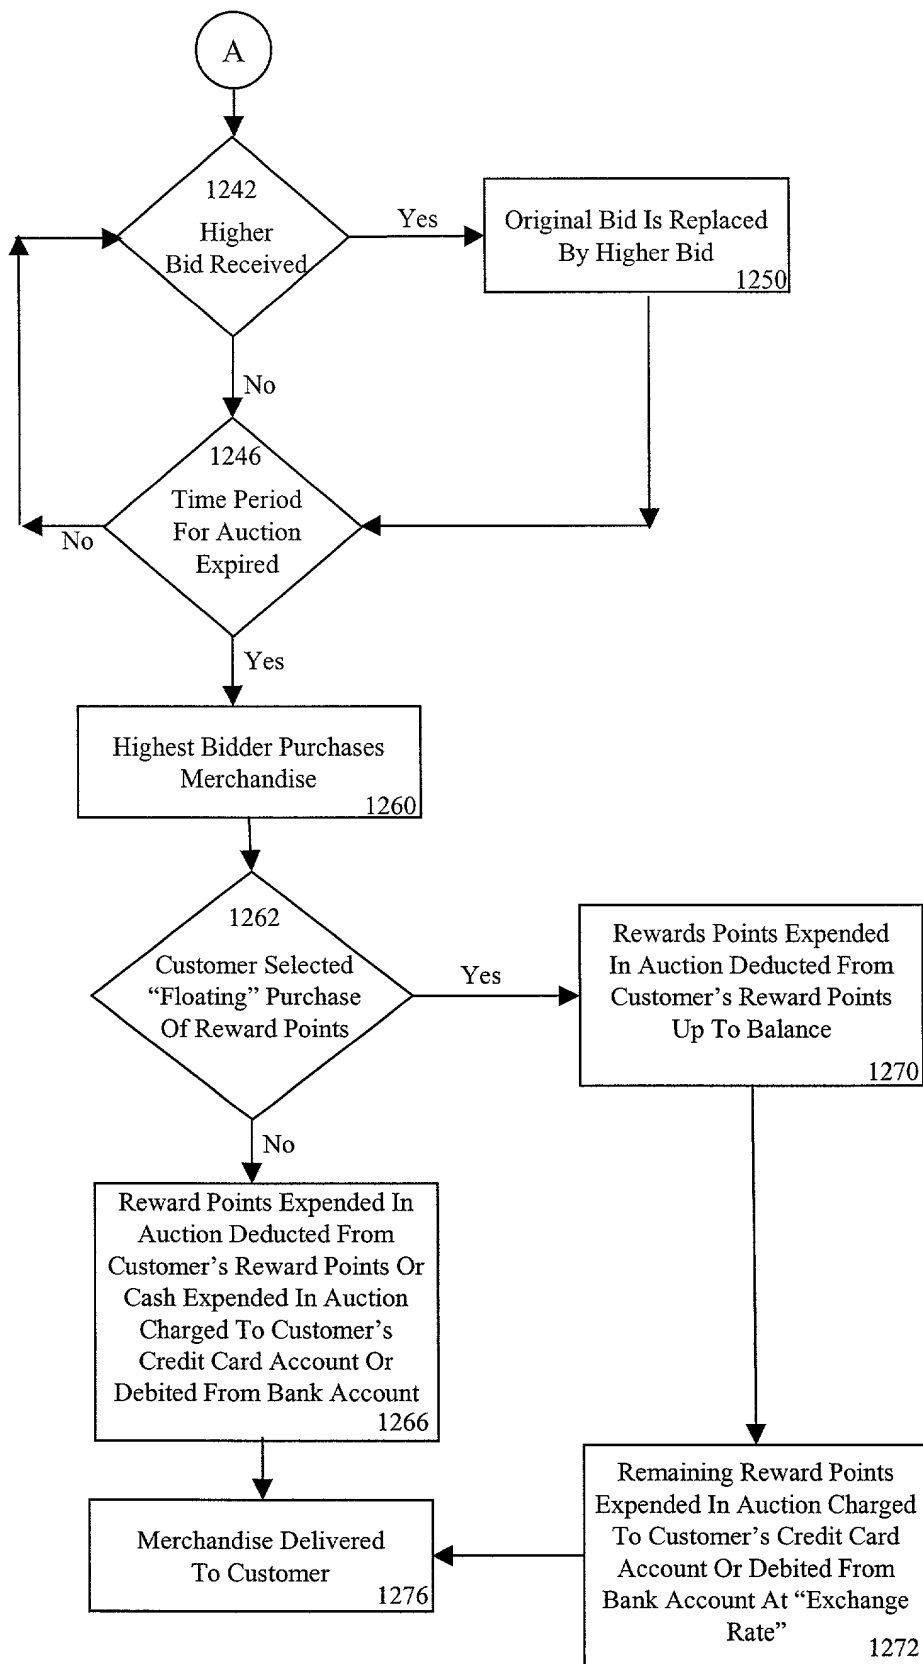 A
1242
Higher
Bid Received
Yes
Original Bid Is Replaced
By Higher Bid
1250
No
1246
Time Period
For Auction
Expired
No
Yes
Highest Bidder Purchases
Merchandise
1260
1262
Customer Selected
“Floating” Purchase
Of Reward Points
Yes
Rewards Points Expended
In Auction Deducted From
Customer’s Reward Points
Up To Balance
1270
No
Reward Points Expended In
Auction Deducted From
Customer’s Reward Points Or
Cash Expended In Auction
Charged To Customer’s
Credit Card Account Or
Debited From Bank Account
1266
Remaining Reward Points
Expended In Auction Charged
To Customer’s Credit Card
Account Or Debited From
Bank Account At “Exchange
Rate”
1272
Merchandise Delivered
To Customer
1276